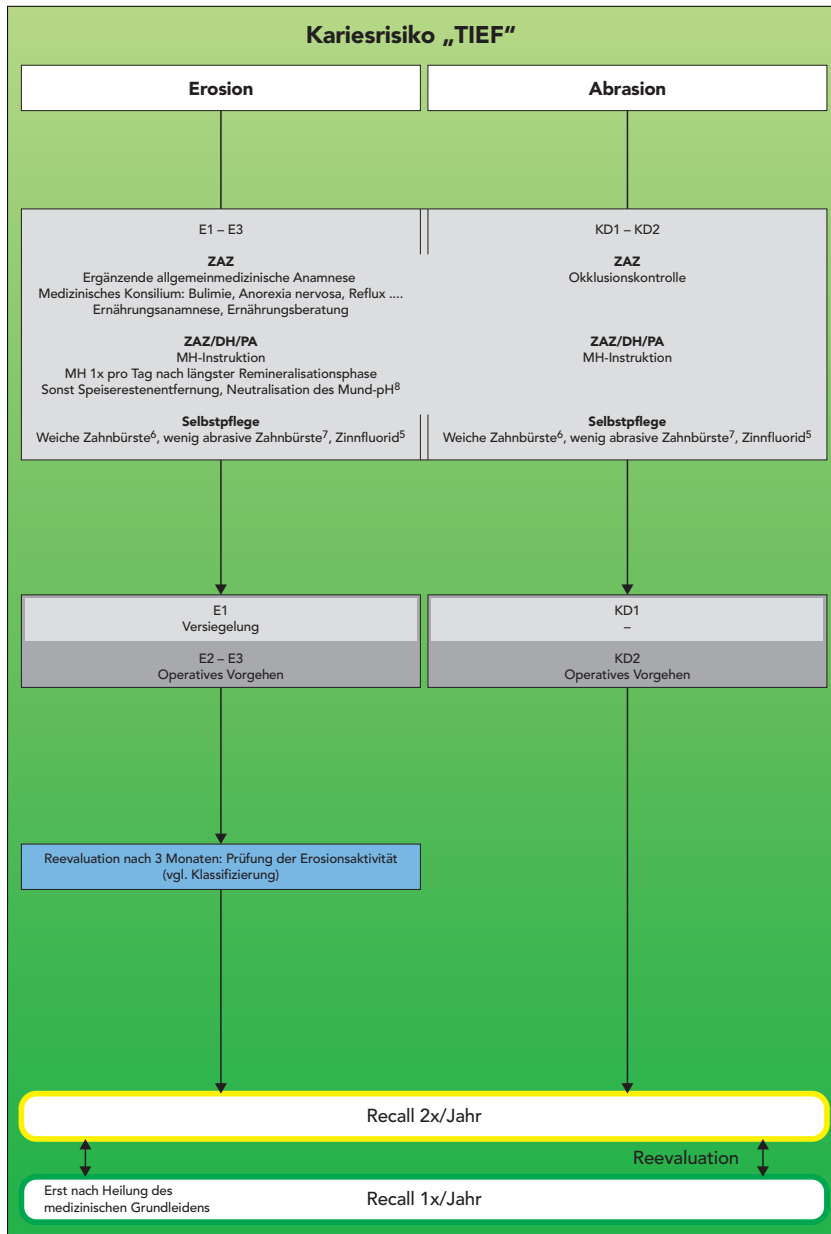 Kariesrisiko „TIEF“
Erosion
Abrasion
E1 – E3
ZAZ
Ergänzende allgemeinmedizinische Anamnese
Medizinisches Konsilium: Bulimie, Anorexia nervosa, Reflux ....
Ernährungsanamnese, Ernährungsberatung
ZAZ/DH/PA
MH-Instruktion
MH 1x pro Tag nach längster Remineralisationsphase
Sonst Speiserestenentfernung, Neutralisation des Mund-pH⁸
Selbstpflege
Weiche Zahnbürste⁶, wenig abrasive Zahnbürste⁷, Zinnfluorid⁵
KD1 – KD2
ZAZ
Okklusionskontrolle
ZAZ/DH/PA
MH-Instruktion
Selbstpflege
Weiche Zahnbürste⁶, wenig abrasive Zahnbürste⁷, Zinnfluorid⁵
E1
Versiegelung
E2 – E3
Operatives Vorgehen
KD1
–
KD2
Operatives Vorgehen
Reevaluation nach 3 Monaten: Prüfung der Erosionsaktivität
(vgl. Klassifizierung)
Recall 2x/Jahr
Reevaluation
Erst nach Heilung des
medizinischen Grundleidens
Recall 1x/Jahr